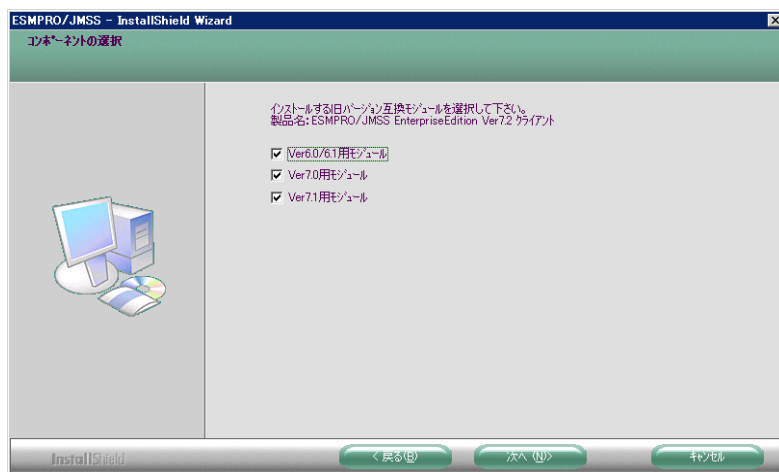 ESMPRO/JMSS - InstallShield Wizard
コンポーネントの選択
インストールする旧バージョン互換モジュールを選択して下さい。
製品名: ESMPRO/JMSS EnterpriseEdition Ver7.2 クライアント
Ver6.0/6.1用モジュール
Ver7.0用モジュール
Ver7.1用モジュール
InstallShield
< 戻る(B)
次へ (N)>
キャンセル